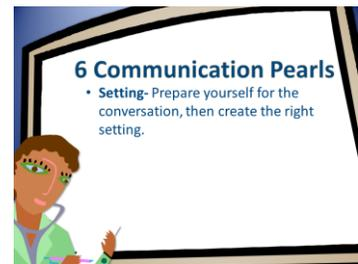 6 Communication Pearls
• Setting- Prepare yourself for the
conversation, then create the right
setting.